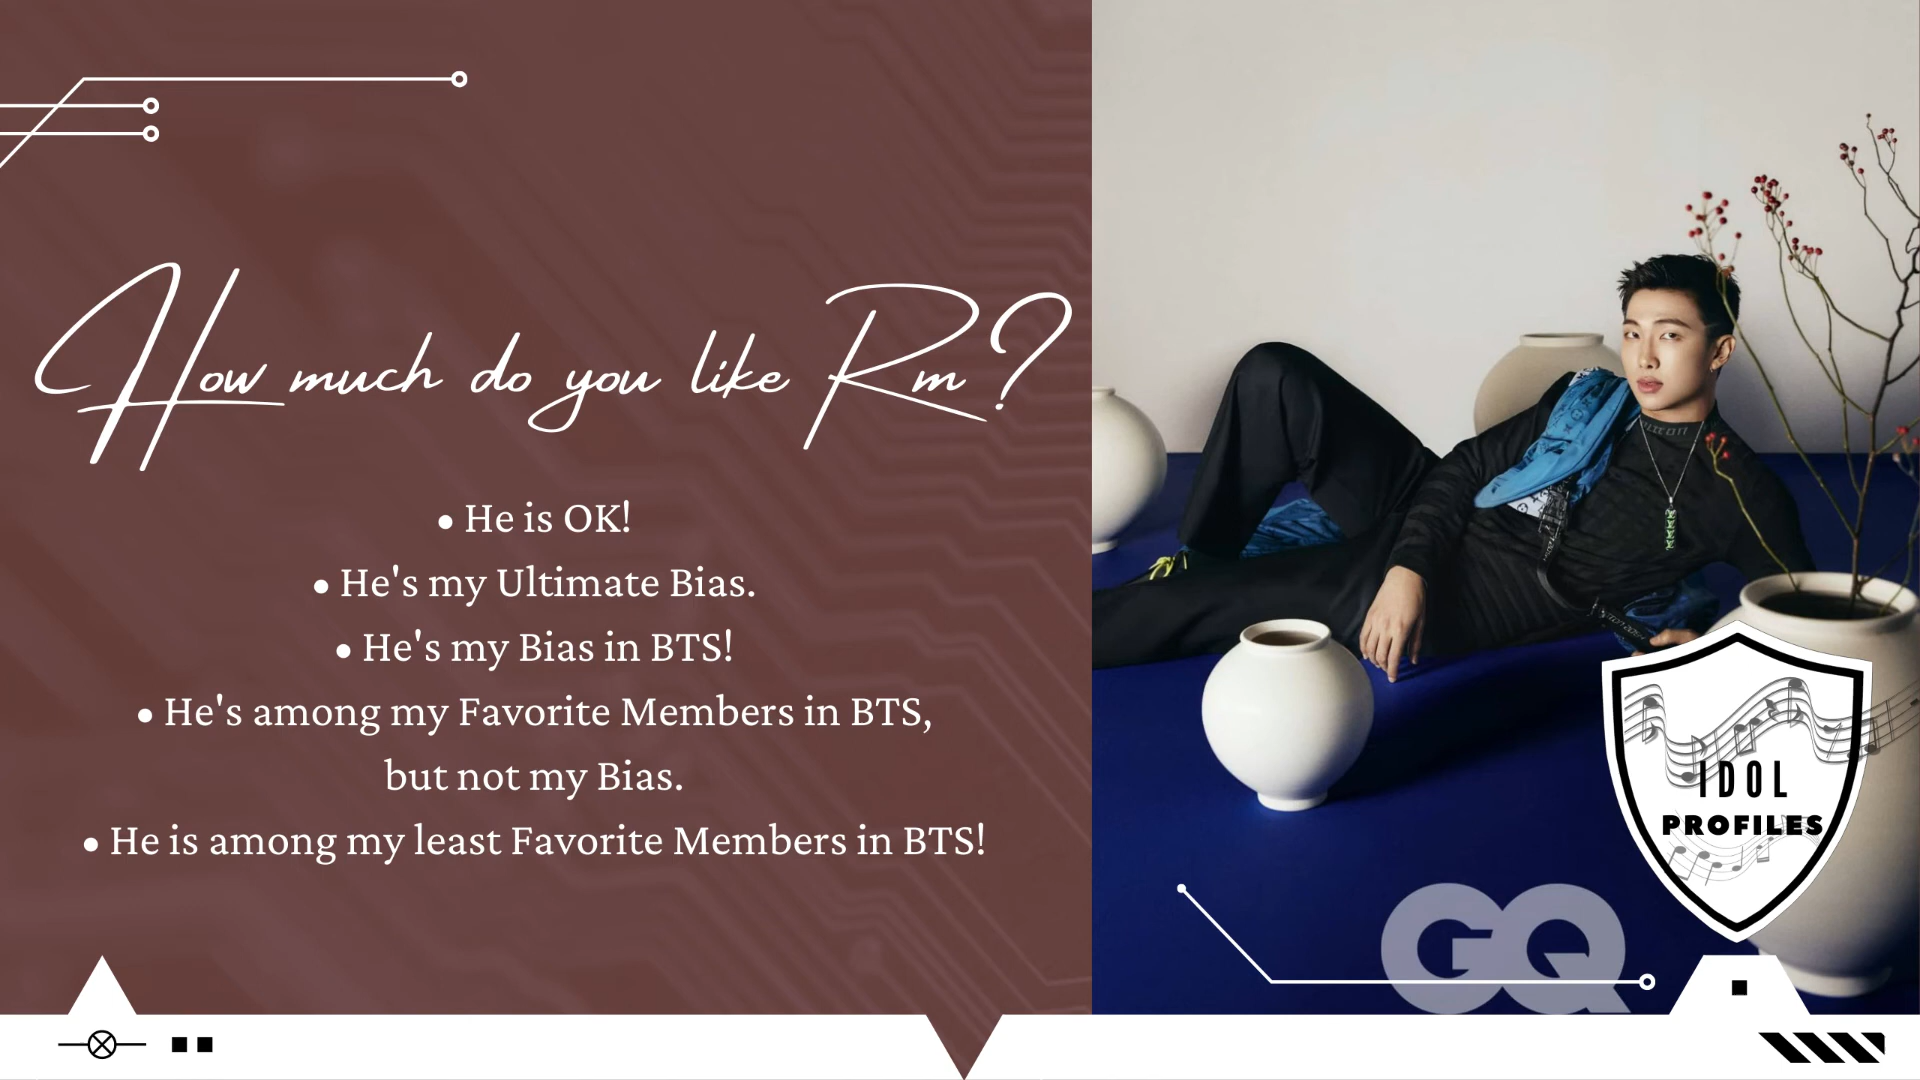 How much do you like Rm?
• He is OK!
• He's my Ultimate Bias.
• He's my Bias in BTS!
• He's among my Favorite Members in BTS,
but not my Bias.
• He is among my least Favorite Members in BTS!
IDOL
PROFILES
GQ